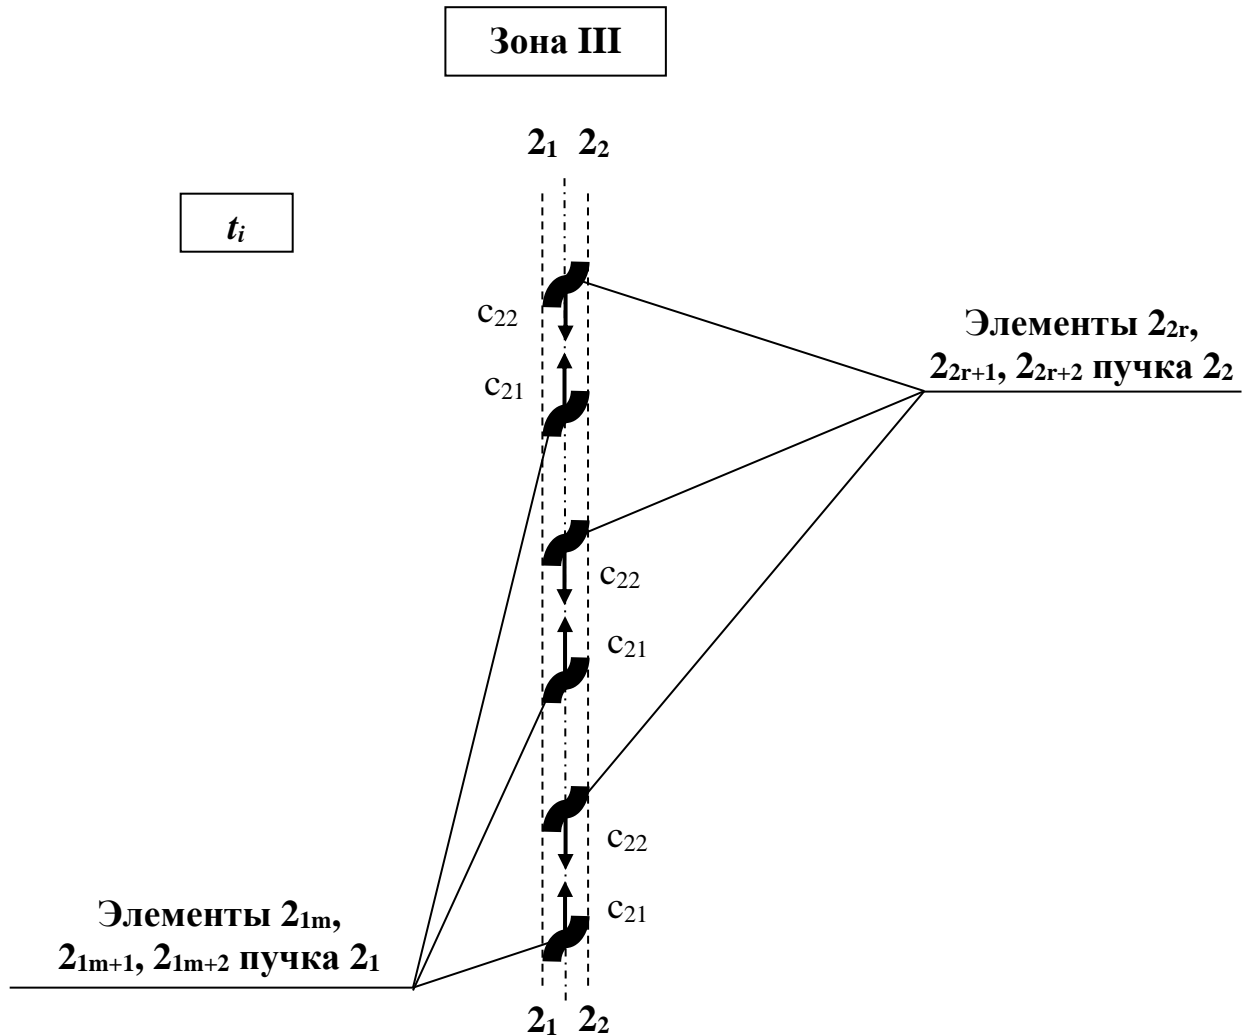 Зона III
2₁ 2₂
tᵢ
c₂₂
Элементы 2₂ᵣ,
2₂ᵣ₊₁, 2₂ᵣ₊₂ пучка 2₂
c₂₁
c₂₂
c₂₁
c₂₂
c₂₁
Элементы 2₁ₘ,
2₁ₘ₊₁, 2₁ₘ₊₂ пучка 2₁
2₁ 2₂